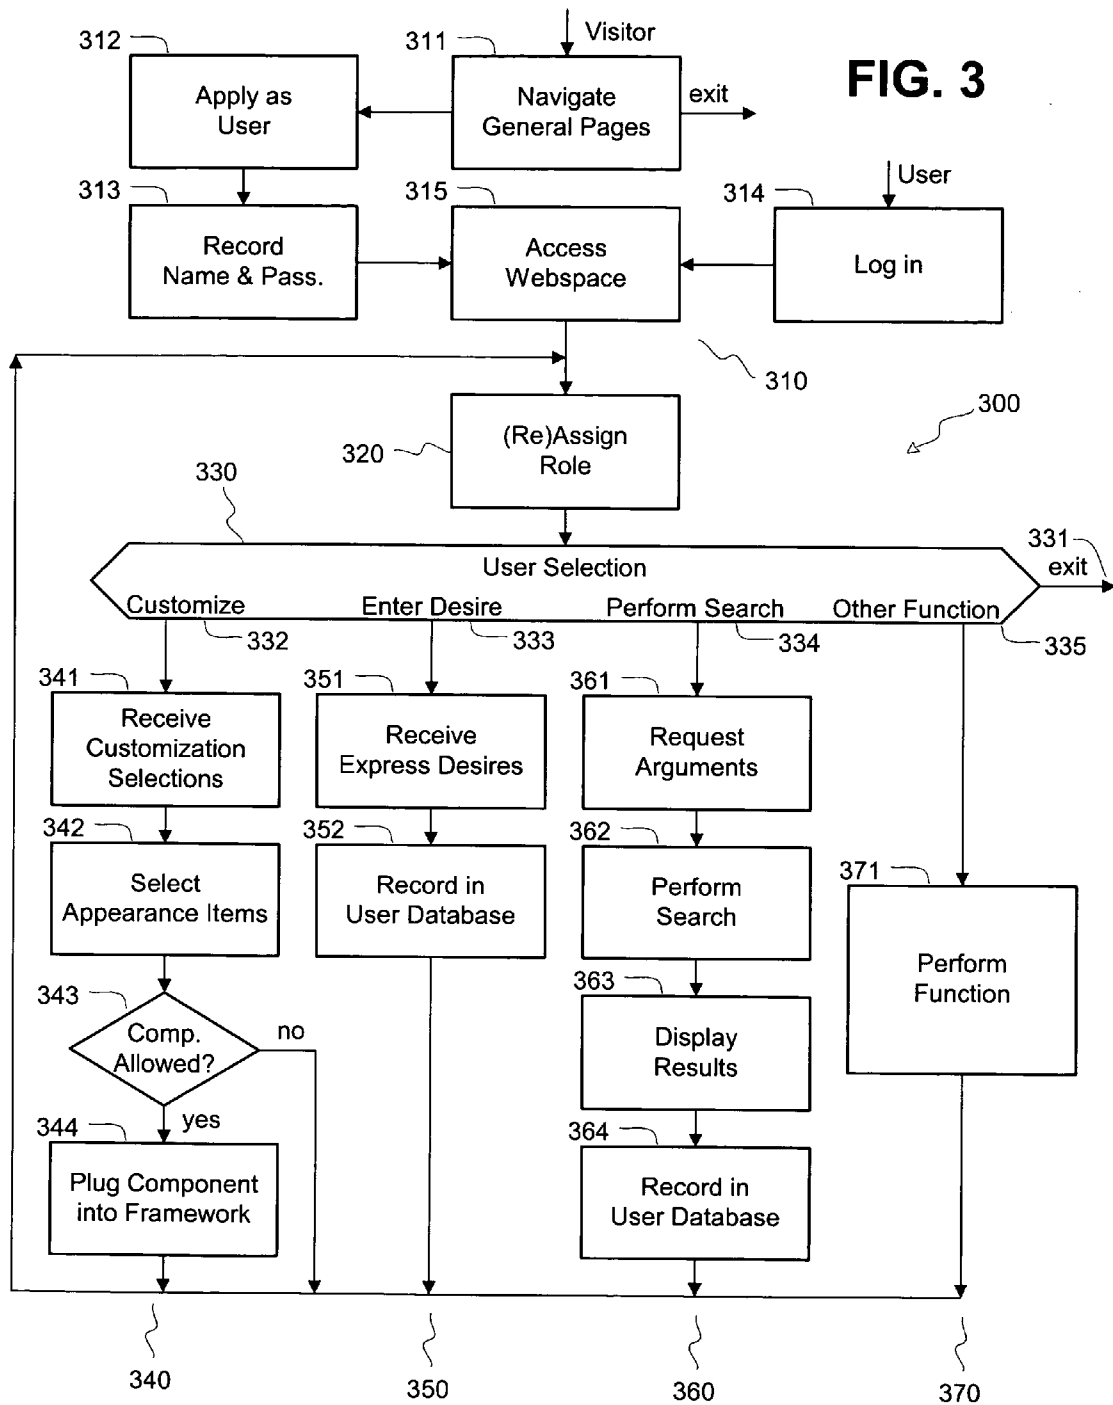 FIG. 3
Visitor
312
311
Apply as
User
Navigate
General Pages
exit
313
315
314
User
Record
Name & Pass.
Access
Webspace
Log in
310
300
320
(Re)Assign
Role
330
331
exit
User Selection
Customize
Enter Desire
Perform Search
Other Function
332
333
334
335
341
Receive
Customization
Selections
351
Receive
Express Desires
361
Request
Arguments
342
Select
Appearance Items
352
Record in
User Database
362
Perform
Search
371
Perform
Function
343
Comp.
Allowed?
no
yes
363
Display
Results
344
Plug Component
into Framework
364
Record in
User Database
340
350
360
370